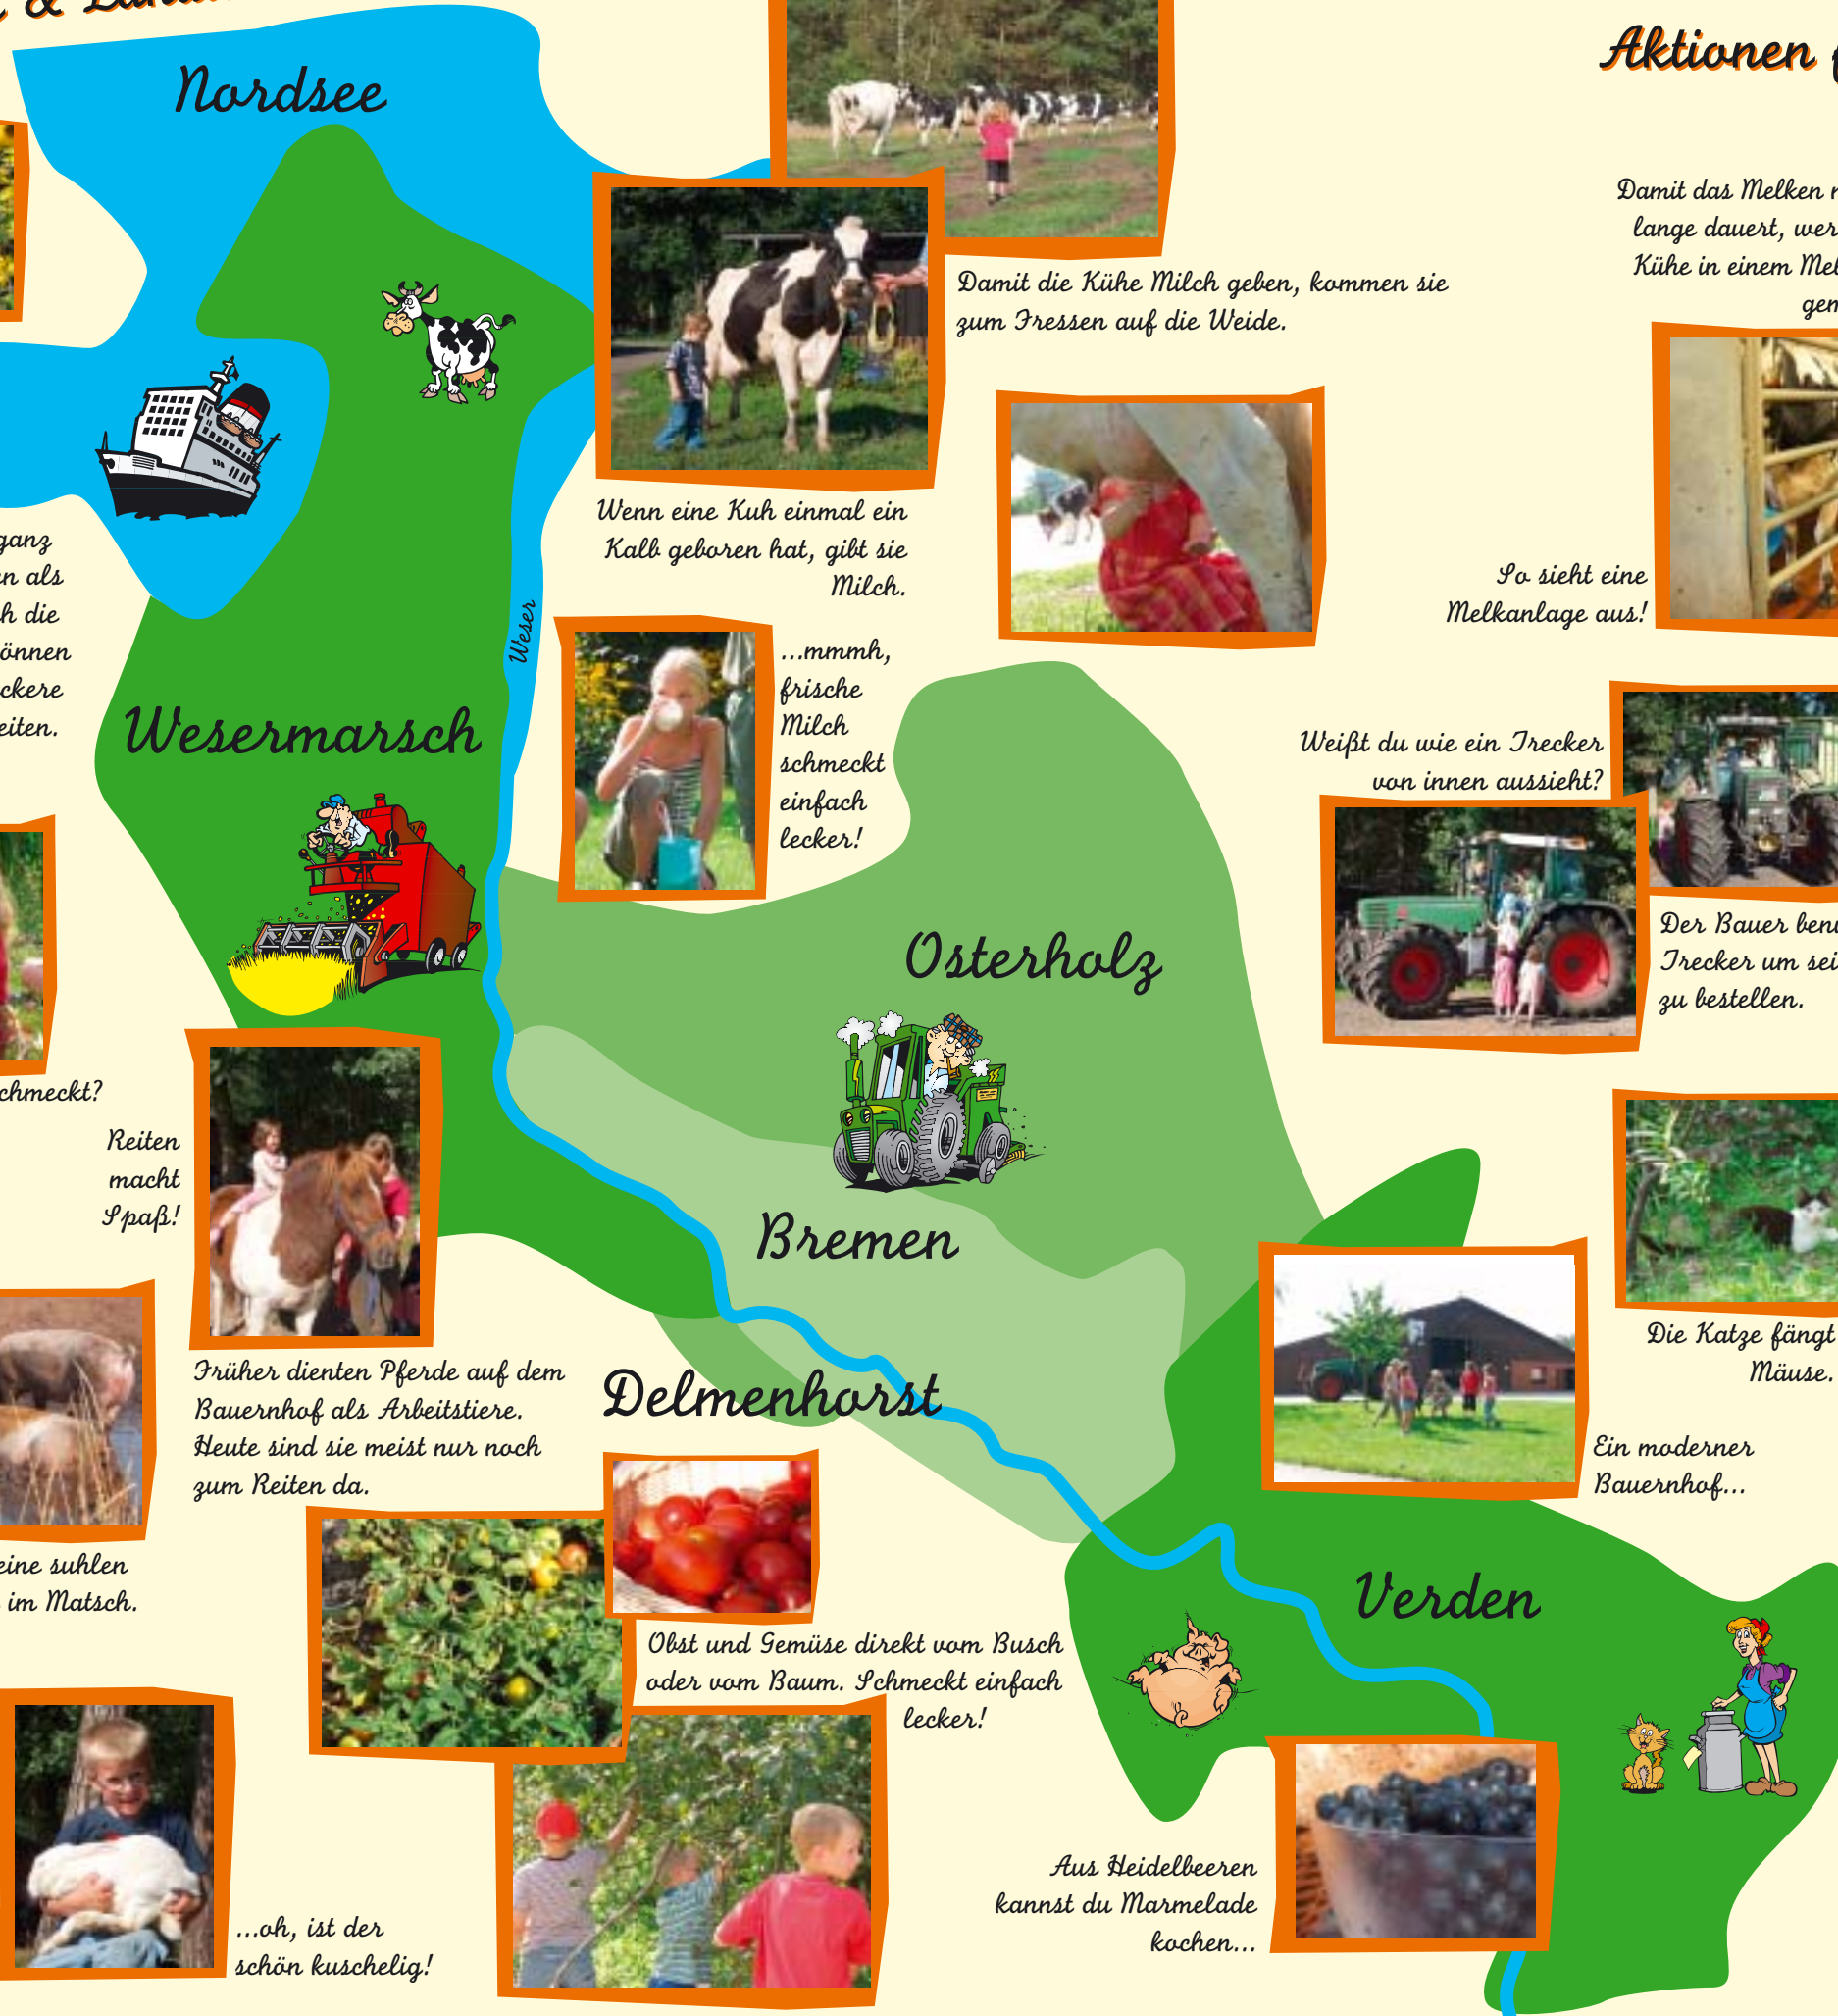 &
Nordsee
Aktionen
Damit das Melken
lange dauert,
Kühe in einem
Damit die Kühe Milch geben, kommen sie
zum Fressen auf die Weide.
Wenn eine Kuh einmal ein
Kalb geboren hat, gibt sie
Milch.
ganz
als
die
So sieht eine
Melkanlage aus!
Weser
...mmmh,
frische
Milch
schmeckt
einfach
lecker!
Wesermarsch
Weißt du wie ein Trecker
von innen aussieht?
Der Bauer
Trecker um
zu bestellen.
Osterholz
schmeckt?
Reiten
macht
Spaß!
Bremen
Die Katze fängt
Mäuse.
Früher dienten Pferde auf dem
Bauernhof als Arbeitstiere.
Heute sind sie meist nur noch
zum Reiten da.
Delmenhorst
Ein moderner
Bauernhof...
suhlen
im Matsch.
Verden
Obst und Gemüse direkt vom Busch
oder vom Baum. Schmeckt einfach
lecker!
Aus Heidelbeeren
kannst du Marmelade
kochen...
...oh, ist der
schön kuschelig!